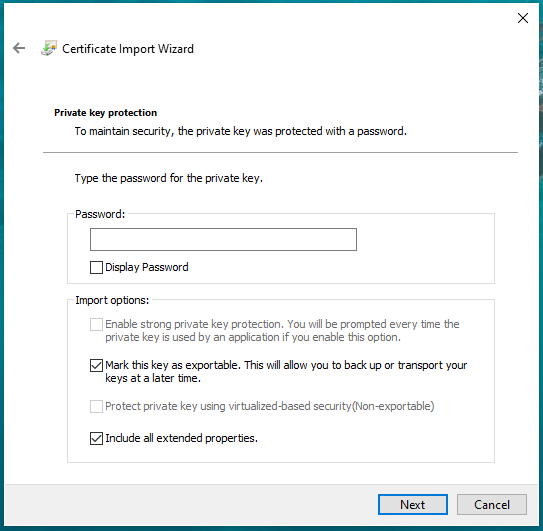 Certificate Import Wizard
Private key protection
To maintain security, the private key was protected with a password.
Type the password for the private key.
Password:
Display Password
Import options:
Enable strong private key protection. You will be prompted every time the
private key is used by an application if you enable this option.
Mark this key as exportable. This will allow you to back up or transport your
keys at a later time.
Protect private key using virtualized-based security(Non-exportable)
Include all extended properties.
Next
Cancel